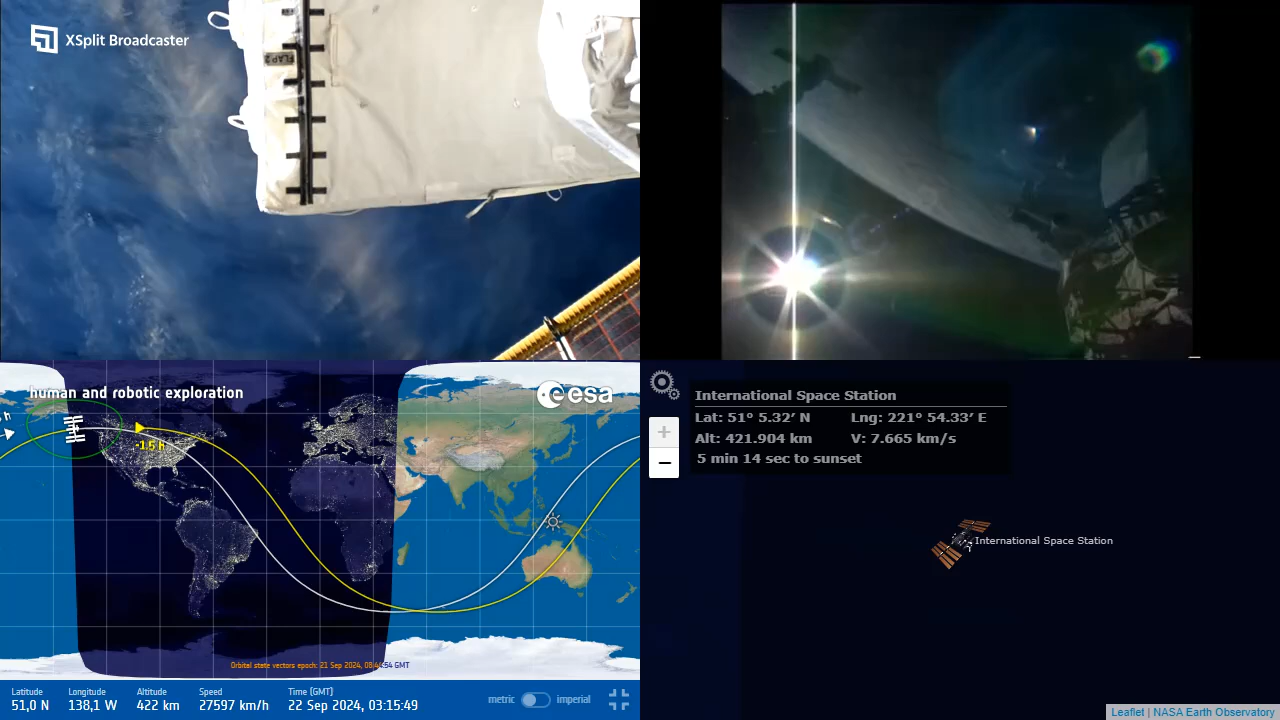 XSplit Broadcaster
FLAP 2
human and robotic exploration
esa
-1.5 h
h
Orbital state vectors epoch: 21 Sep 2024, 08:44:54 GMT
Latitude
51,0 N
Longitude
138,1 W
Altitude
422 km
Speed
27597 km/h
Time (GMT)
22 Sep 2024, 03:15:49
metric
imperial
+
−
International Space Station
Lat: 51° 5.32′ N Lng: 221° 54.33′ E
Alt: 421.904 km V: 7.665 km/s
5 min 14 sec to sunset
International Space Station
Leaflet | NASA Earth Observatory